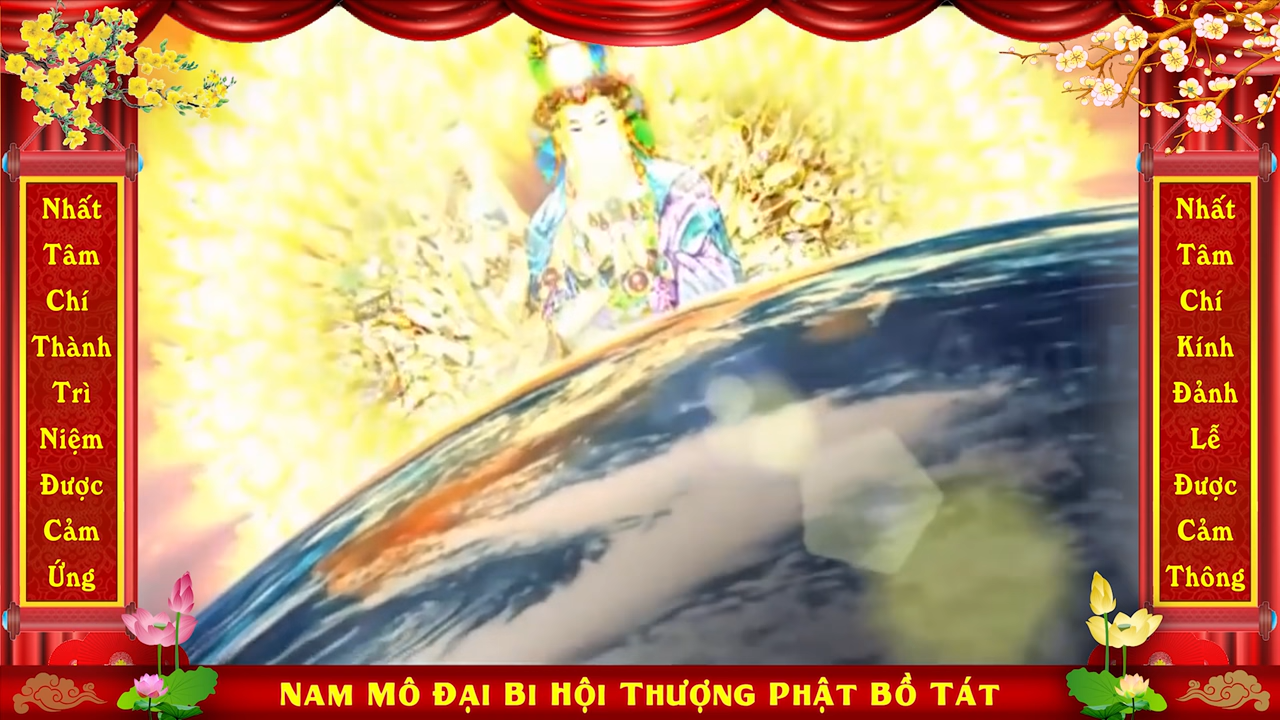 Nhất
Tâm
Chí
Thành
Trì
Niệm
Được
Cảm
Ứng
Nhất
Tâm
Chí
Kính
Đảnh
Lễ
Được
Cảm
Thông
Nam Mô Đại Bi Hội Thượng Phật Bồ Tát